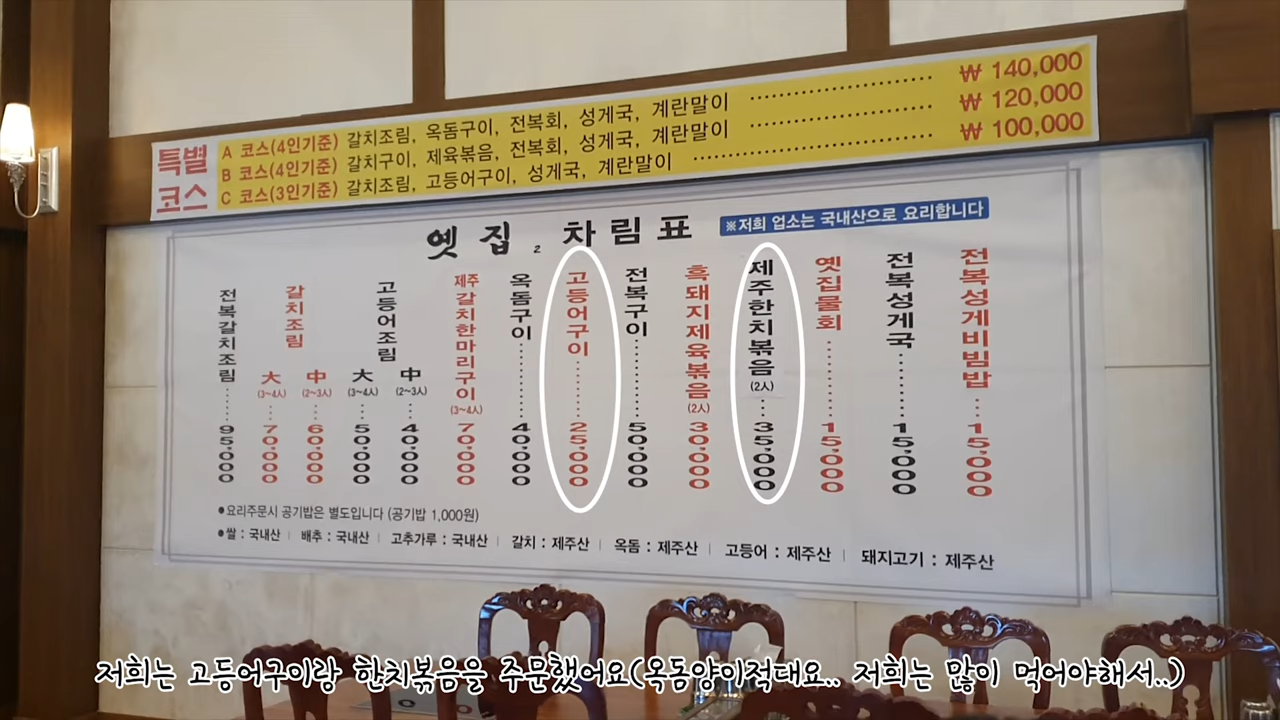 특별 코스
A 코스(4인기준) 갈치조림, 옥돔구이, 전복회, 성게국, 계란말이 ₩ 140,000
B 코스(4인기준) 갈치구이, 제육볶음, 전복회, 성게국, 계란말이 ₩ 120,000
C 코스(3인기준) 갈치조림, 고등어구이, 성게국, 계란말이 ₩ 100,000
옛집2 차림표
※저희 업소는 국내산으로 요리합니다
전복갈치조림 95,000
갈치조림
大 (3~4人) 70,000
中 (2~3人) 60,000
고등어조림
大 (3~4人) 50,000
中 (2~3人) 40,000
제주갈치한마리구이 (3~4人) 70,000
옥돔구이 40,000
고등어구이 25,000
전복구이 50,000
흑돼지제육볶음 (2人) 30,000
제주한치볶음 (2人) 35,000
옛집물회 15,000
전복성게국 15,000
전복성게비빔밥 15,000
●요리주문시 공기밥은 별도입니다 (공기밥 1,000원)
●쌀 : 국내산 | 배추 : 국내산 | 고추가루 : 국내산 | 갈치 : 제주산 | 옥돔 : 제주산 | 고등어 : 제주산 | 돼지고기 : 제주산
저희는 고등어구이랑 한치볶음을 주문했어요(옥돔양이적대요.. 저희는 많이 먹어야해서..)